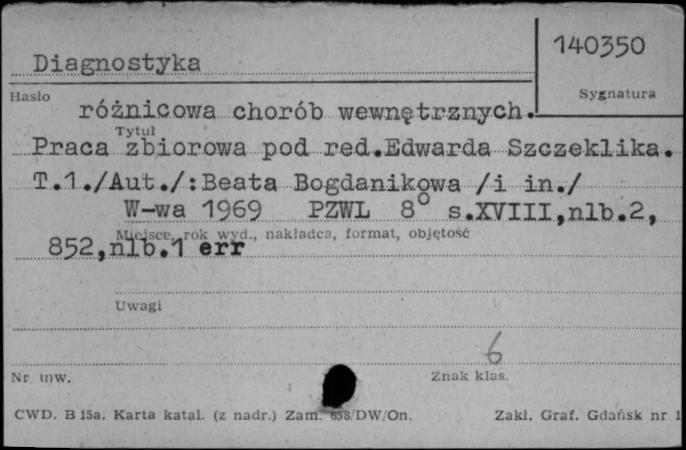 140350
Diagnostyka
Hasło
Sygnatura
różnicowa chorób wewnętrznych.
Tytuł
Praca zbiorowa pod red.Edwarda Szczeklika.
T.1./Aut./:Beata Bogdanikowa /i in./
W-wa 1969 PZWL 8° s.XVIII,nlb.2,
Miejsce, rok wyd., nakładca, format, objętość
852,nlb.1 err
Uwagi
6
Nr inw.
Znak klas.
CWD. B 15a. Karta katal. (z nadr.) Zam. 658/DW/On.
Zakł. Graf. Gdańsk nr 1